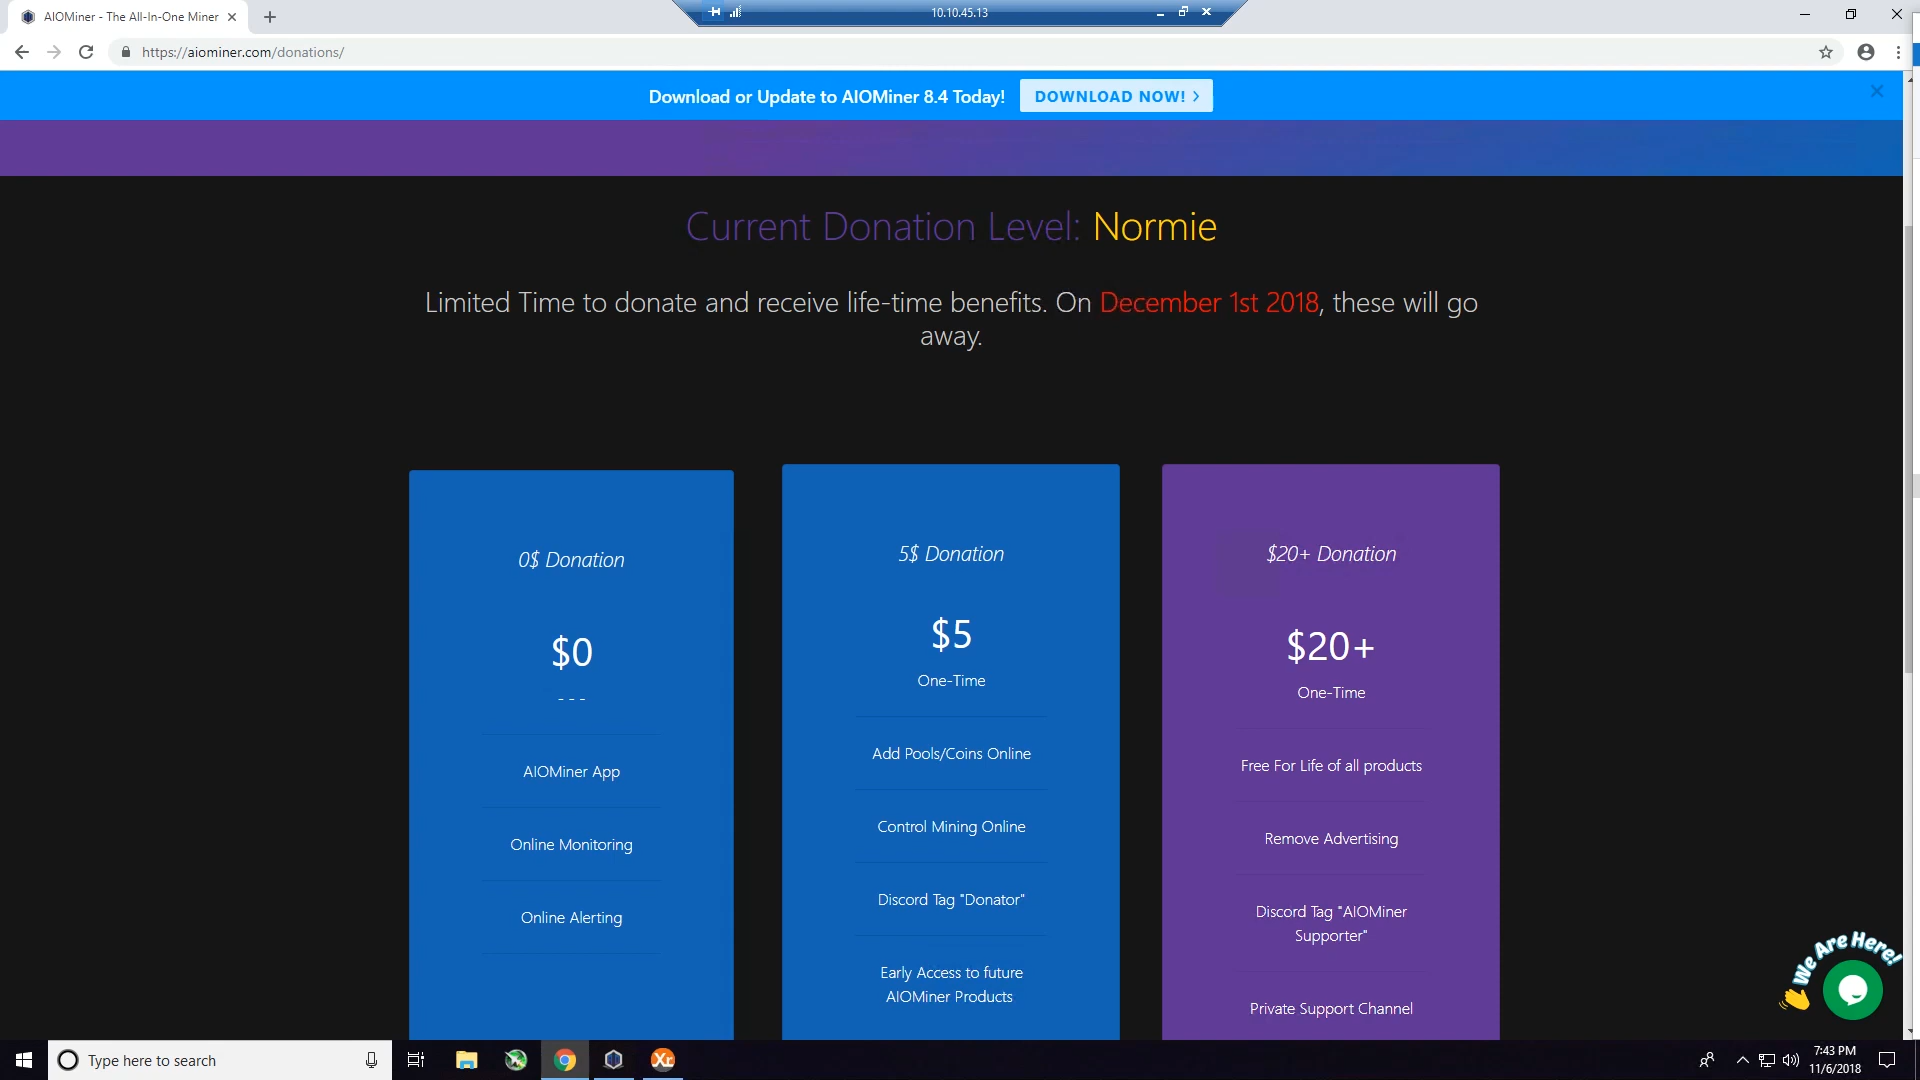 AIOMiner - The All-In-One Miner
10.10.45.13
https://aiominer.com/donations/
Download or Update to AIOMiner 8.4 Today!
DOWNLOAD NOW!
Current Donation Level: Normie
Limited Time to donate and receive life-time benefits. On December 1st 2018, these will go
away.
0$ Donation
$0
- - -
AIOMiner App
Online Monitoring
Online Alerting
5$ Donation
$5
One-Time
Add Pools/Coins Online
Control Mining Online
Discord Tag "Donator"
Early Access to future
AIOMiner Products
$20+ Donation
$20+
One-Time
Free For Life of all products
Remove Advertising
Discord Tag "AIOMiner
Supporter"
Private Support Channel
We Are Here!
Type here to search
Xr
7:43 PM
11/6/2018